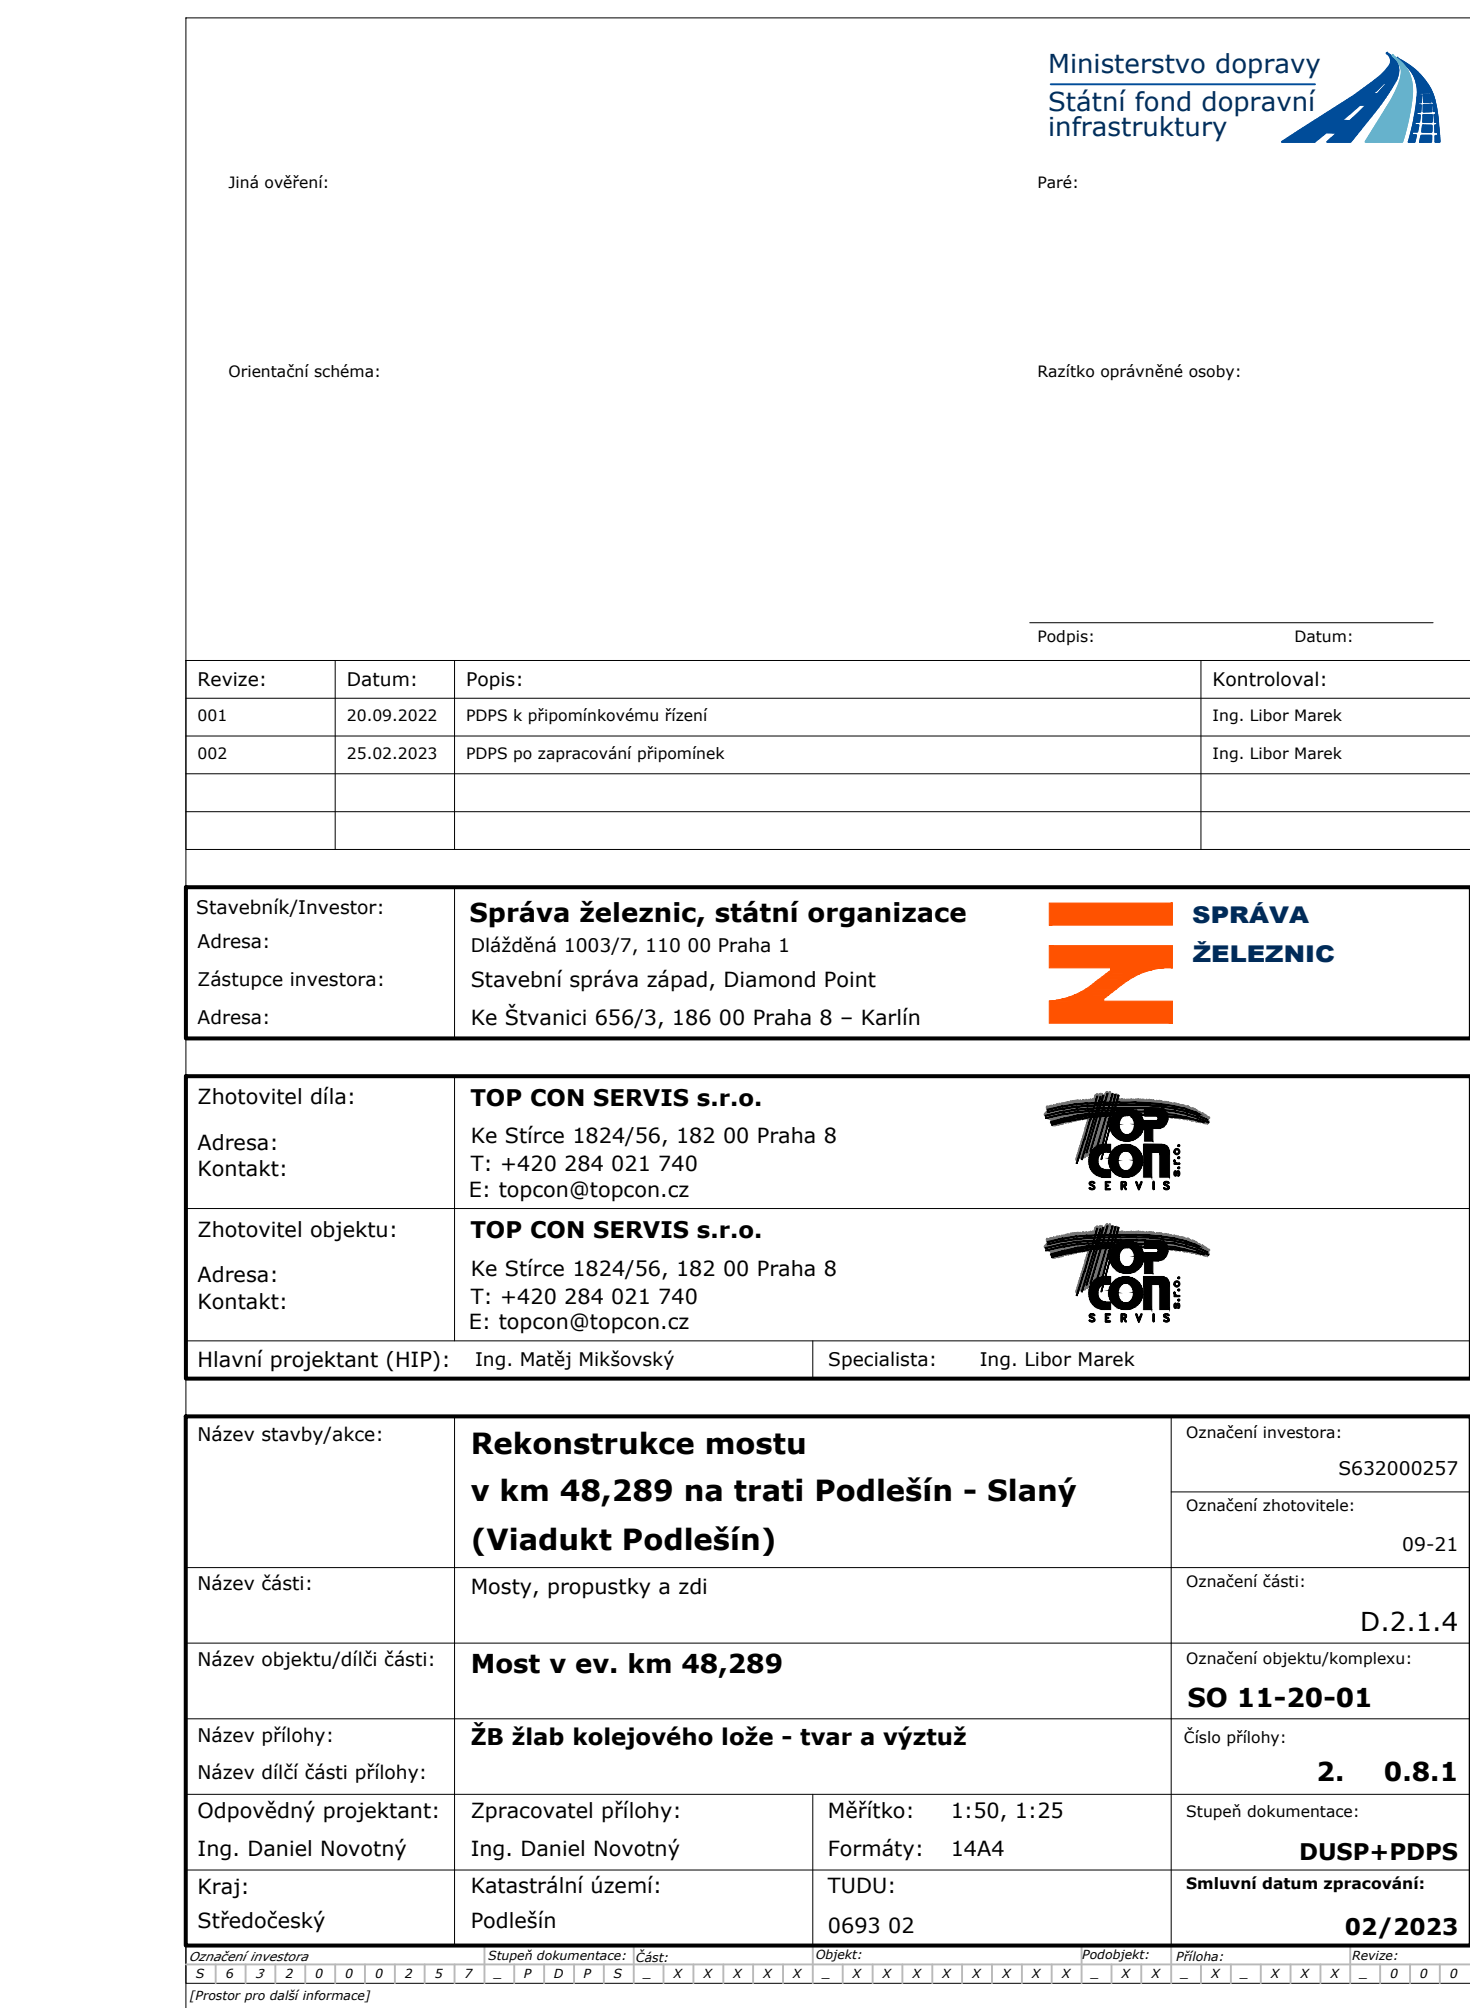 Ministerstvo dopravy
Státní fond dopravní
infrastruktury
Jiná ověření:
Paré:
Orientační schéma:
Razítko oprávněné osoby:
Podpis: Datum:
Revize: Datum: Popis: Kontroloval:
001 20.09.2022 PDPS k připomínkovému řízení Ing. Libor Marek
002 25.02.2023 PDPS po zapracování připomínek Ing. Libor Marek
Stavebník/Investor: Správa železnic, státní organizace
Adresa: Dlážděná 1003/7, 110 00 Praha 1
Zástupce investora: Stavební správa západ, Diamond Point
Adresa: Ke Štvanici 656/3, 186 00 Praha 8 – Karlín
SPRÁVA
ŽELEZNIC
Zhotovitel díla: TOP CON SERVIS s.r.o.
Adresa: Ke Stírce 1824/56, 182 00 Praha 8
Kontakt: T: +420 284 021 740
E: topcon@topcon.cz
TOP
CON s.r.o.
SERVIS
Zhotovitel objektu: TOP CON SERVIS s.r.o.
Adresa: Ke Stírce 1824/56, 182 00 Praha 8
Kontakt: T: +420 284 021 740
E: topcon@topcon.cz
TOP
CON s.r.o.
SERVIS
Hlavní projektant (HIP): Ing. Matěj Mikšovský Specialista: Ing. Libor Marek
Název stavby/akce: Rekonstrukce mostu
v km 48,289 na trati Podlešín - Slaný
(Viadukt Podlešín)
Označení investora:
S632000257
Označení zhotovitele:
09-21
Název části: Mosty, propustky a zdi
Označení části:
D.2.1.4
Název objektu/dílči části: Most v ev. km 48,289
Označení objektu/komplexu:
SO 11-20-01
Název přílohy: ŽB žlab kolejového lože - tvar a výztuž
Název dílčí části přílohy:
Číslo přílohy:
2. 0.8.1
Odpovědný projektant: Zpracovatel přílohy: Měřítko: 1:50, 1:25 Stupeň dokumentace:
Ing. Daniel Novotný Ing. Daniel Novotný Formáty: 14A4 DUSP+PDPS
Kraj: Katastrální území: TUDU: Smluvní datum zpracování:
Středočeský Podlešín 0693 02 02/2023
Označení investora Stupeň dokumentace: Část: Objekt: Podobjekt: Příloha: Revize:
S 6 3 2 0 0 0 2 5 7 _ P D P S _ X X X X X _ X X X X X X X X _ X X _ X _ X X X _ 0 0 0
[Prostor pro další informace]